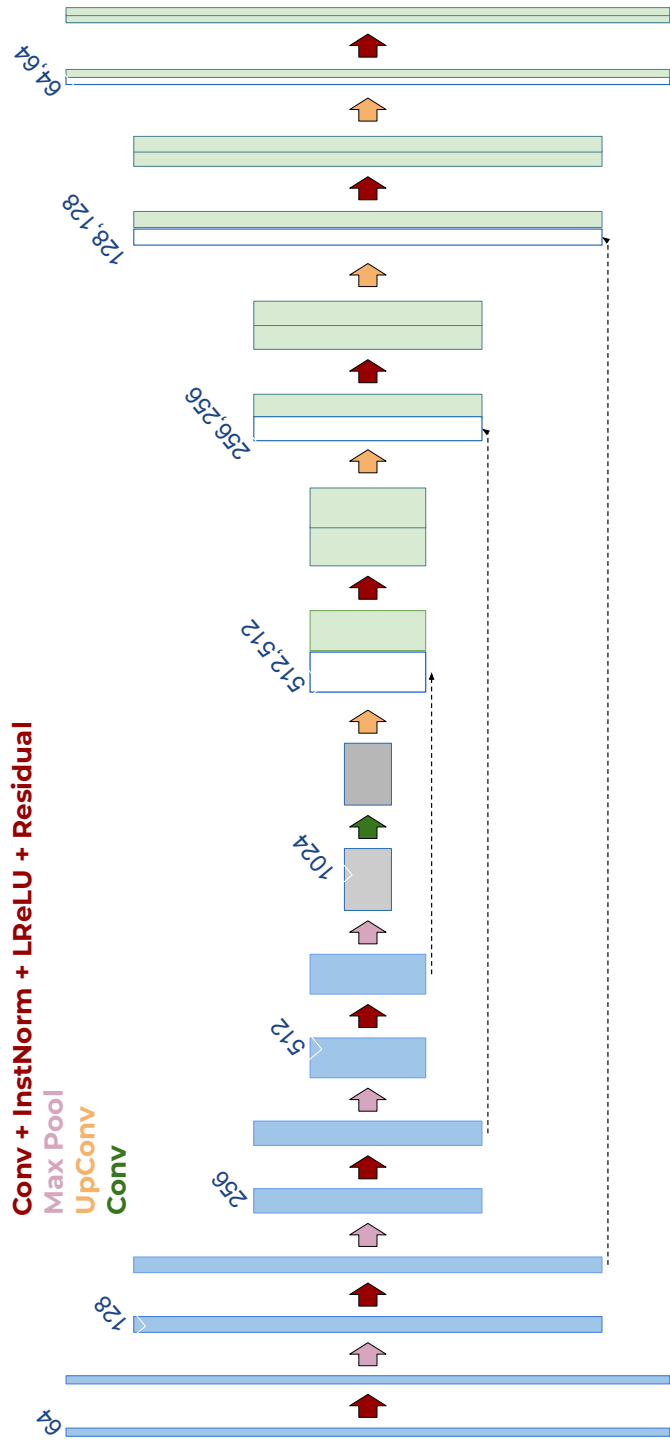 Conv + InstNorm + LReLU + Residual
Max Pool
UpConv
Conv
64
128
256
512
1024
512,512
256,256
128,128
64,64